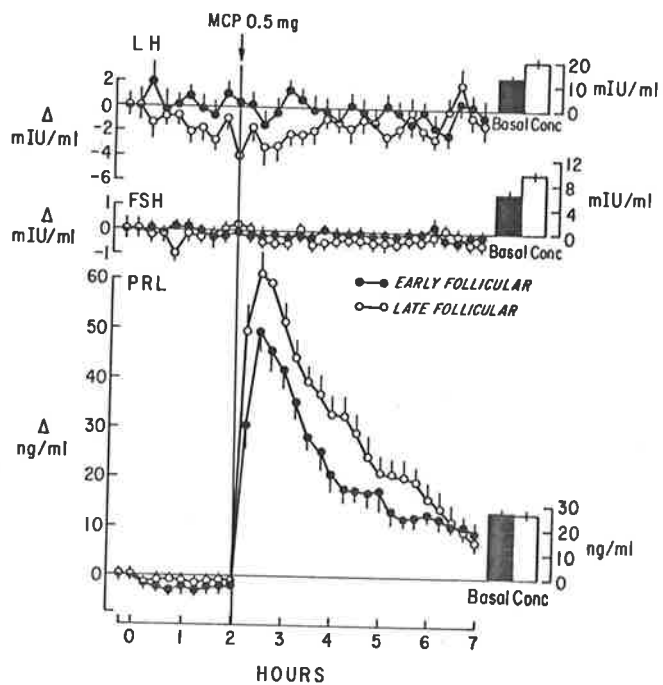 MCP 0.5 mg
LH
2
0
-2
-4
-6
Δ
mIU/ml
20
10
0
mIU/ml
Basal Conc
FSH
1
0
-1
Δ
mIU/ml
12
8
4
0
mIU/ml
Basal Conc
PRL
60
50
40
30
20
10
0
Δ
ng/ml
EARLY FOLLICULAR
LATE FOLLICULAR
30
20
10
0
ng/ml
Basal Conc
0 1 2 3 4 5 6 7
HOURS